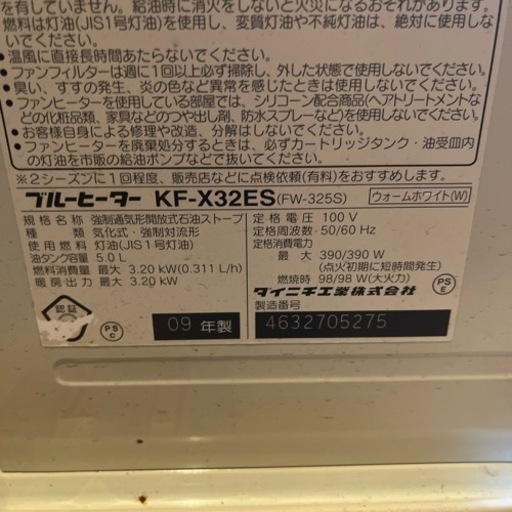 を有していません。給油時に消火をしないと火災になるおそれがあります。
燃料は灯油(JIS1号灯油)を使用し、変質灯油や不純灯油は、絶対に使用しな
いでください。
●温風に直接長時間あたらないでください。
●ファンフィルターは週に1回以上必ず掃除し、外した状態で使用しないでください。
●臭い、すすの発生、炎の色など異常を感じたときは使用しないでください。
●ファンヒーターを使用している部屋では、シリコーン配合商品(ヘアトリートメントな
どの化粧品類、家具などのつや出し剤、防水スプレーなど)を使用しないでください。
●お客様自身による修理や改造、分解はしないでください。
●ファンヒーターを廃棄処分するときは、必ずカートリッジタンク・油受皿内
の灯油を市販の給油ポンプなどで抜いてください。
※2シーズンに1回程度、販売店などに点検依頼(有料)をおすすめします。
ブルーヒーター KF-X32ES(FW-325S) ウォームホワイト(W)
規格名称 強制通気形開放式石油ストーブ
種類 気化式・強制対流形
使用燃料 灯油(JIS1号灯油)
油タンク容量 5.0 L
燃料消費量 最大 3.20 kW(0.311 L/h)
暖房出力 最大 3.20 kW
定格電圧 100 V
定格周波数 50/60 Hz
定格消費電力
最大 390/390 W
(点火初期に短時間発生)
燃焼時 98/98 W(大火力)
ダイニチ工業株式会社
PS
E
認証
PS
C
09 年製
製造番号
4632705275